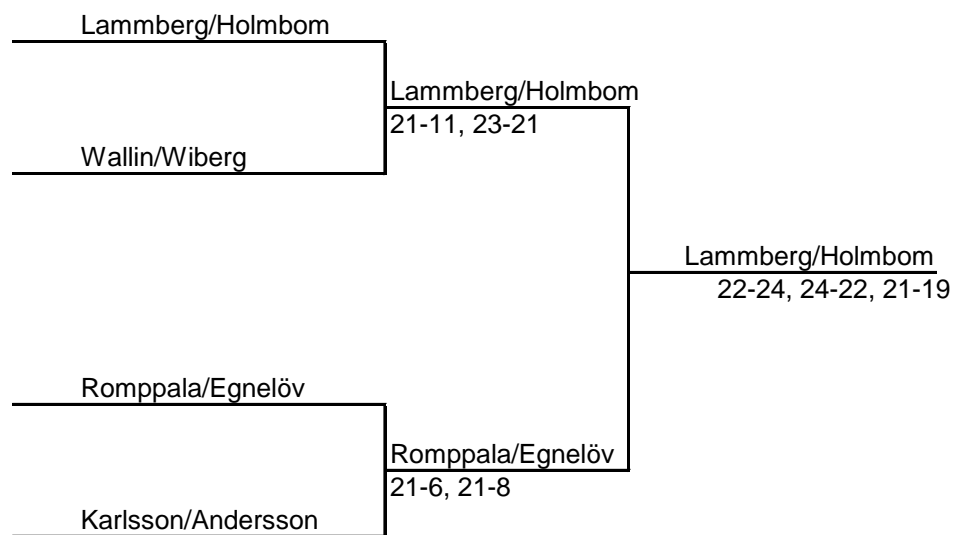 Lammberg/Holmbom
Lammberg/Holmbom
21-11, 23-21
Wallin/Wiberg
Lammberg/Holmbom
22-24, 24-22, 21-19
Romppala/Egnelöv
Romppala/Egnelöv
21-6, 21-8
Karlsson/Andersson